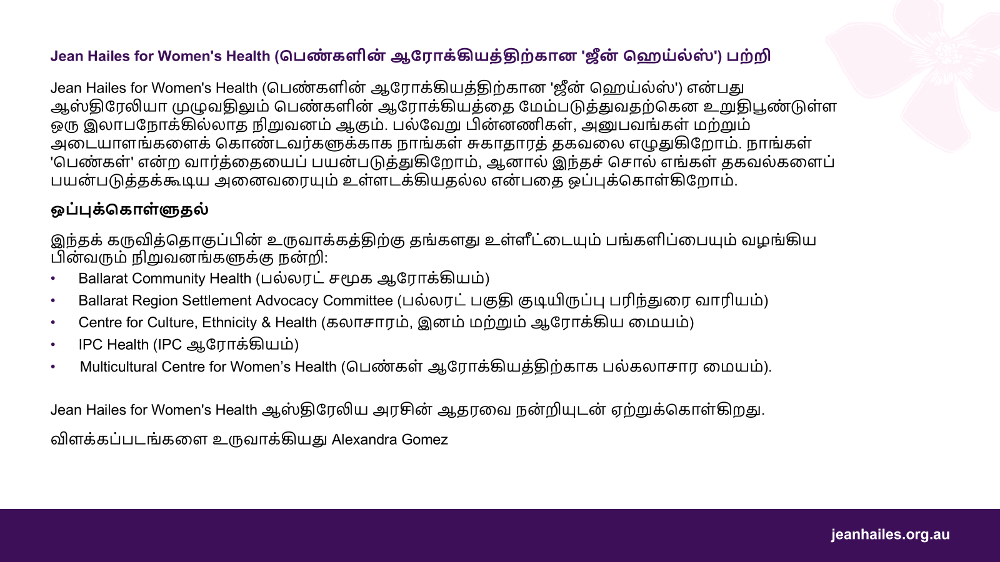 Jean Hailes for Women's Health (பெண்களின் ஆரோக்கியத்திற்கான 'ஜீன் ஹெய்ல்ஸ்') பற்றி
Jean Hailes for Women's Health (பெண்களின் ஆரோக்கியத்திற்கான 'ஜீன் ஹெய்ல்ஸ்') என்பது
ஆஸ்திரேலியா முழுவதிலும் பெண்களின் ஆரோக்கியத்தை மேம்படுத்துவதற்கென உறுதிபூண்டுள்ள
ஒரு இலாபநோக்கில்லாத நிறுவனம் ஆகும். பல்வேறு பின்னணிகள், அனுபவங்கள் மற்றும்
அடையாளங்களைக் கொண்டவர்களுக்காக நாங்கள் சுகாதாரத் தகவலை எழுதுகிறோம். நாங்கள்
'பெண்கள்' என்ற வார்த்தையைப் பயன்படுத்துகிறோம், ஆனால் இந்தச் சொல் எங்கள் தகவல்களைப்
பயன்படுத்தக்கூடிய அனைவரையும் உள்ளடக்கியதல்ல என்பதை ஒப்புக்கொள்கிறோம்.
ஒப்புக்கொள்ளுதல்
இந்தக் கருவித்தொகுப்பின் உருவாக்கத்திற்கு தங்களது உள்ளீட்டையும் பங்களிப்பையும் வழங்கிய
பின்வரும் நிறுவனங்களுக்கு நன்றி:
• Ballarat Community Health (பல்லரட் சமூக ஆரோக்கியம்)
• Ballarat Region Settlement Advocacy Committee (பல்லரட் பகுதி குடியிருப்பு பரிந்துரை வாரியம்)
• Centre for Culture, Ethnicity & Health (கலாசாரம், இனம் மற்றும் ஆரோக்கிய மையம்)
• IPC Health (IPC ஆரோக்கியம்)
• Multicultural Centre for Women’s Health (பெண்கள் ஆரோக்கியத்திற்காக பல்கலாசார மையம்).
Jean Hailes for Women's Health ஆஸ்திரேலிய அரசின் ஆதரவை நன்றியுடன் ஏற்றுக்கொள்கிறது.
விளக்கப்படங்களை உருவாக்கியது Alexandra Gomez
jeanhailes.org.au